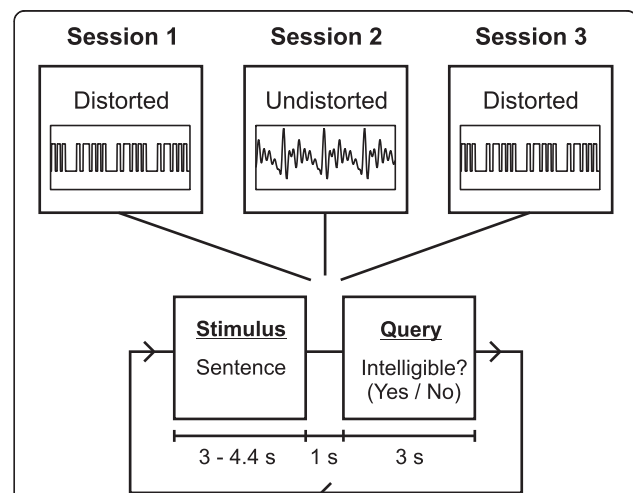 Session 1
Session 2
Session 3
Distorted
Undistorted
Distorted
Stimulus
Sentence
Query
Intelligible?
(Yes / No)
3 - 4.4 s
1 s
3 s